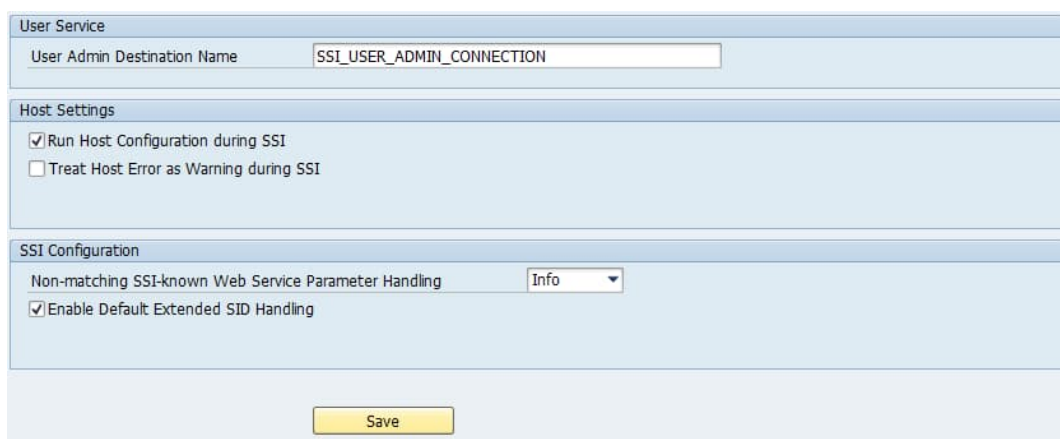 User Service
User Admin Destination Name SSI_USER_ADMIN_CONNECTION
Host Settings
Run Host Configuration during SSI
Treat Host Error as Warning during SSI
SSI Configuration
Non-matching SSI-known Web Service Parameter Handling Info
Enable Default Extended SID Handling
Save